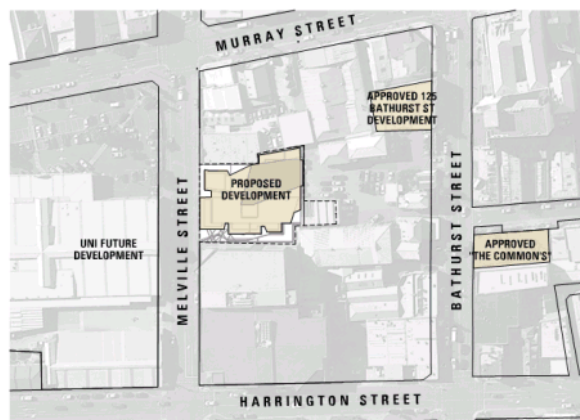 MURRAY STREET
APPROVED 125
BATHURST ST
DEVELOPMENT
PROPOSED
DEVELOPMENT
MELVILLE STREET
BATHURST STREET
UNI FUTURE
DEVELOPMENT
APPROVED
"THE COMMON'S"
HARRINGTON STREET